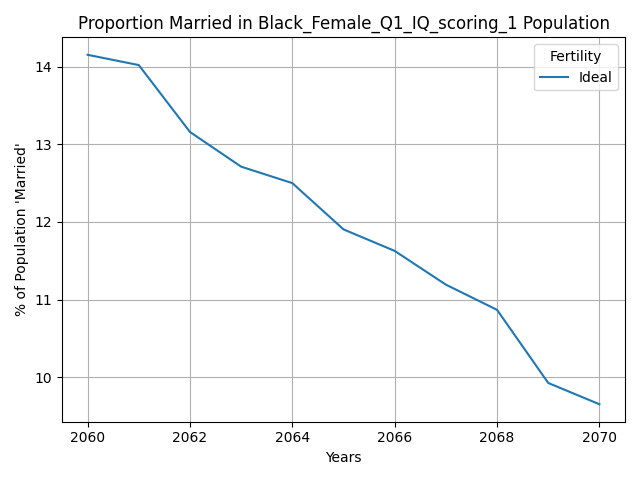 Proportion Married in Black_Female_Q1_IQ_scoring_1 Population
Fertility
Ideal
% of Population 'Married'
14
13
12
11
10
2060
2062
2064
2066
2068
2070
Years